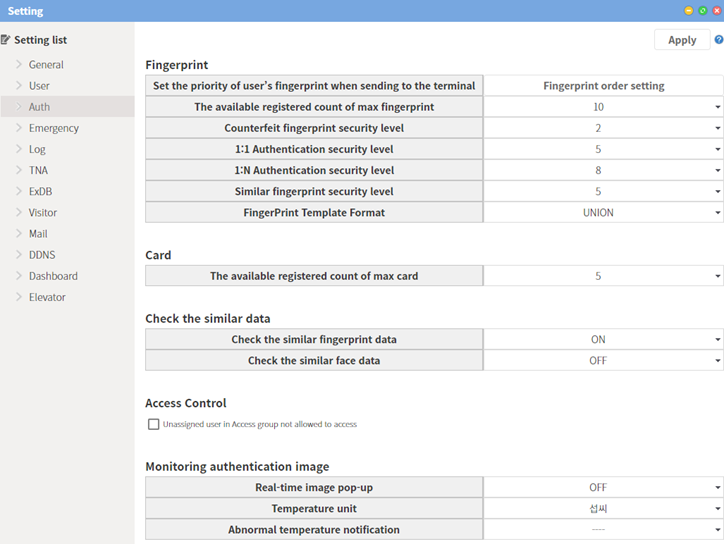 Setting
Setting list
Apply
General
User
Auth
Emergency
Log
TNA
ExDB
Visitor
Mail
DDNS
Dashboard
Elevator
Fingerprint
Set the priority of user's fingerprint when sending to the terminal Fingerprint order setting
The available registered count of max fingerprint 10
Counterfeit fingerprint security level 2
1:1 Authentication security level 5
1:N Authentication security level 8
Similar fingerprint security level 5
FingerPrint Template Format UNION
Card
The available registered count of max card 5
Check the similar data
Check the similar fingerprint data ON
Check the similar face data OFF
Access Control
Unassigned user in Access group not allowed to access
Monitoring authentication image
Real-time image pop-up OFF
Temperature unit 섭씨
Abnormal temperature notification ----